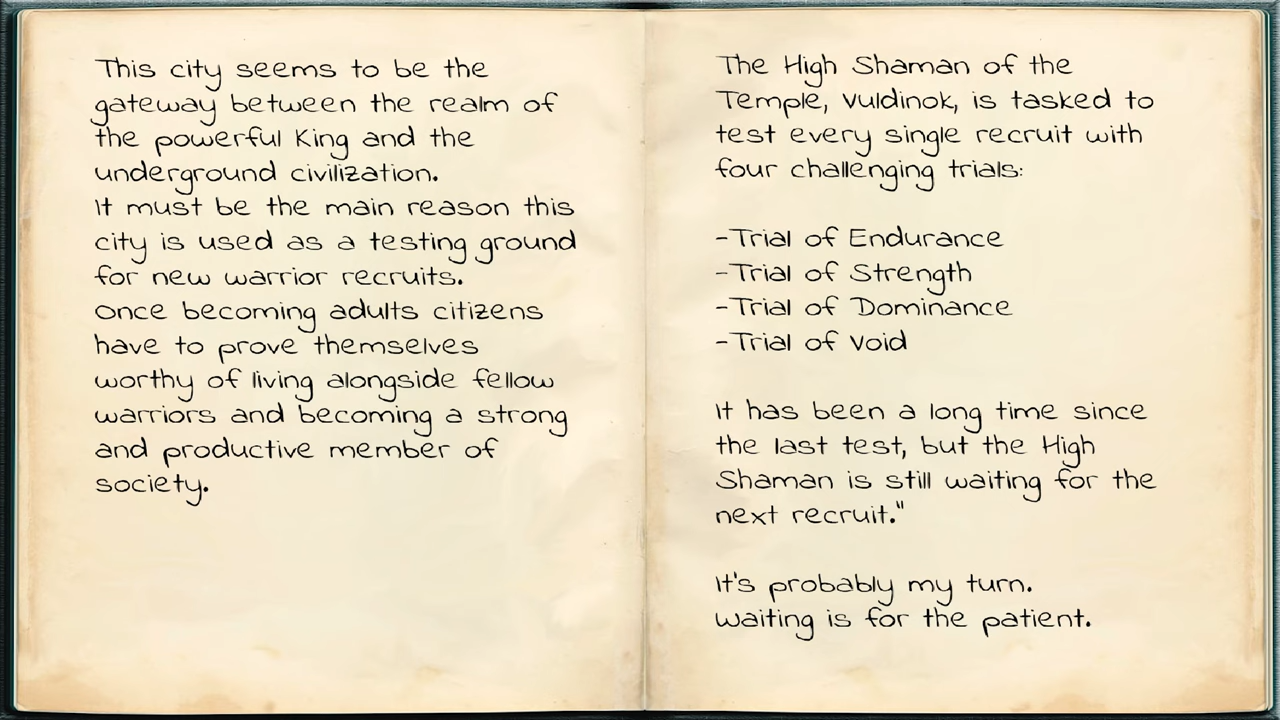 This city seems to be the
gateway between the realm of
the powerful King and the
underground civilization.
It must be the main reason this
city is used as a testing ground
for new warrior recruits.
Once becoming adults citizens
have to prove themselves
worthy of living alongside fellow
warriors and becoming a strong
and productive member of
society.
The High Shaman of the
Temple, Vuldinok, is tasked to
test every single recruit with
four challenging trials:
-Trial of Endurance
-Trial of Strength
-Trial of Dominance
-Trial of Void
It has been a long time since
the last test, but the High
Shaman is still waiting for the
next recruit."
It's probably my turn.
Waiting is for the patient.